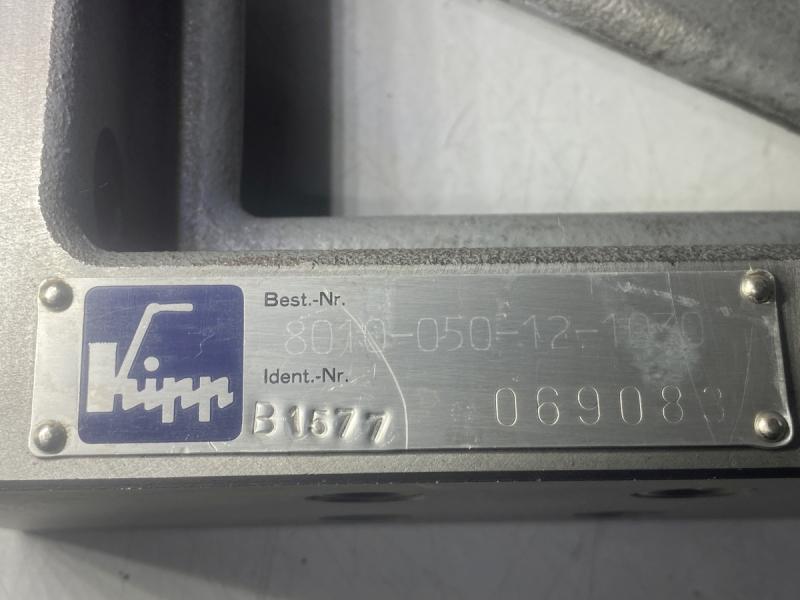 Kipp
Best.-Nr.
8010-050-12-1030
Ident.-Nr.
B1577 069083